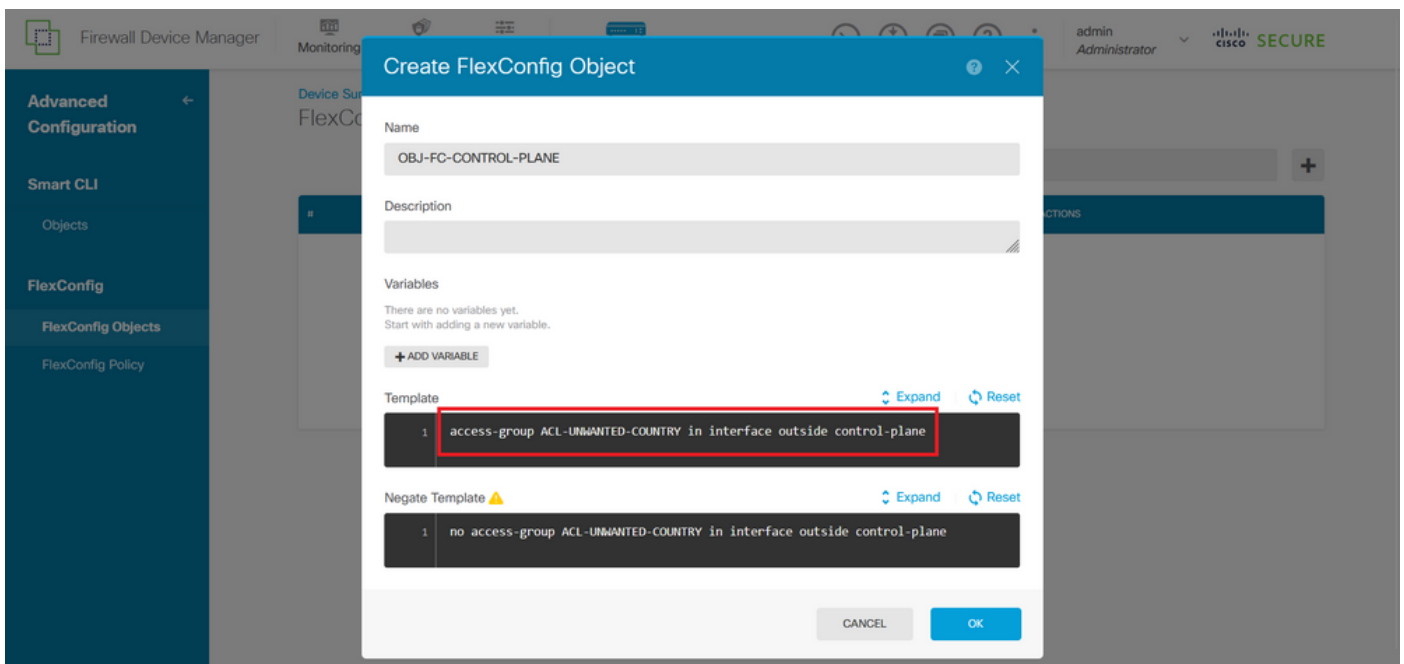 Firewall Device Manager
Monitoring
admin
Administrator
cisco SECURE
Advanced
Configuration
Smart CLI
Objects
FlexConfig
FlexConfig Objects
FlexConfig Policy
Device Sum
FlexCo
#
ACTIONS
Create FlexConfig Object
Name
OBJ-FC-CONTROL-PLANE
Description
Variables
There are no variables yet.
Start with adding a new variable.
+ ADD VARIABLE
Template
Expand
Reset
1 access-group ACL-UNWANTED-COUNTRY in interface outside control-plane
Negate Template
Expand
Reset
1 no access-group ACL-UNWANTED-COUNTRY in interface outside control-plane
CANCEL
OK